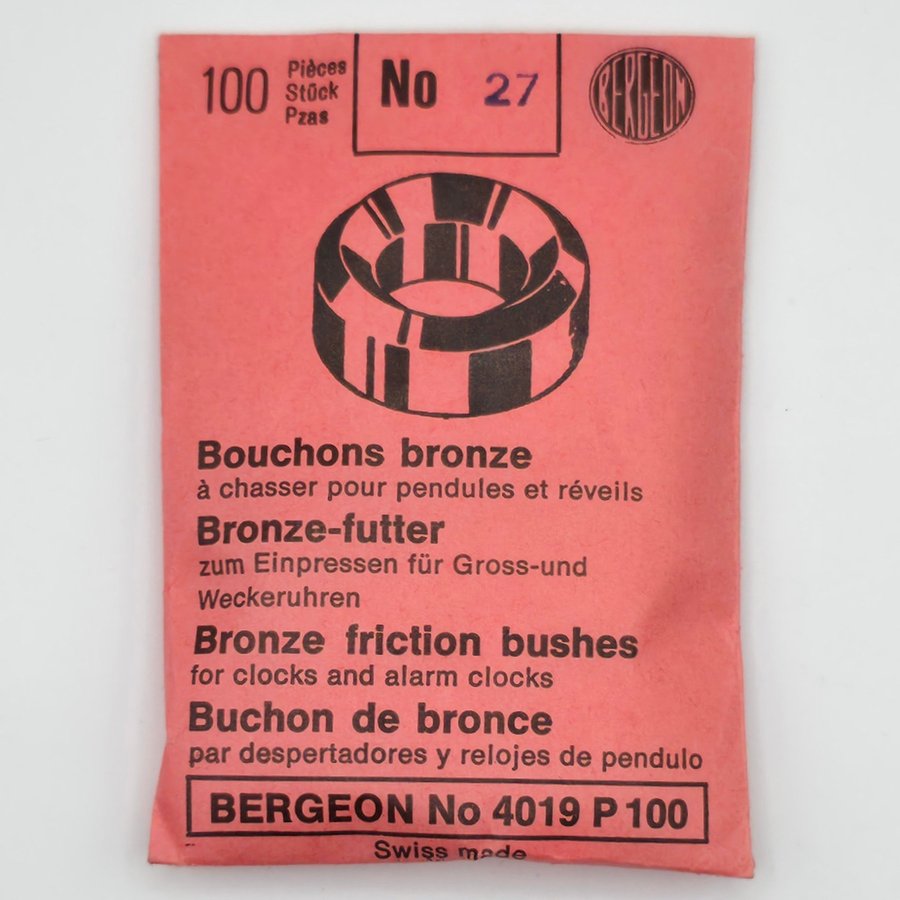 100 Pièces
Stück
Pzas
No 27
BERGEON
Bouchons bronze
à chasser pour pendules et réveils
Bronze-futter
zum Einpressen für Gross-und
Weckeruhren
Bronze friction bushes
for clocks and alarm clocks
Buchon de bronce
par despertadores y relojes de pendulo
BERGEON No 4019 P 100
Swiss made